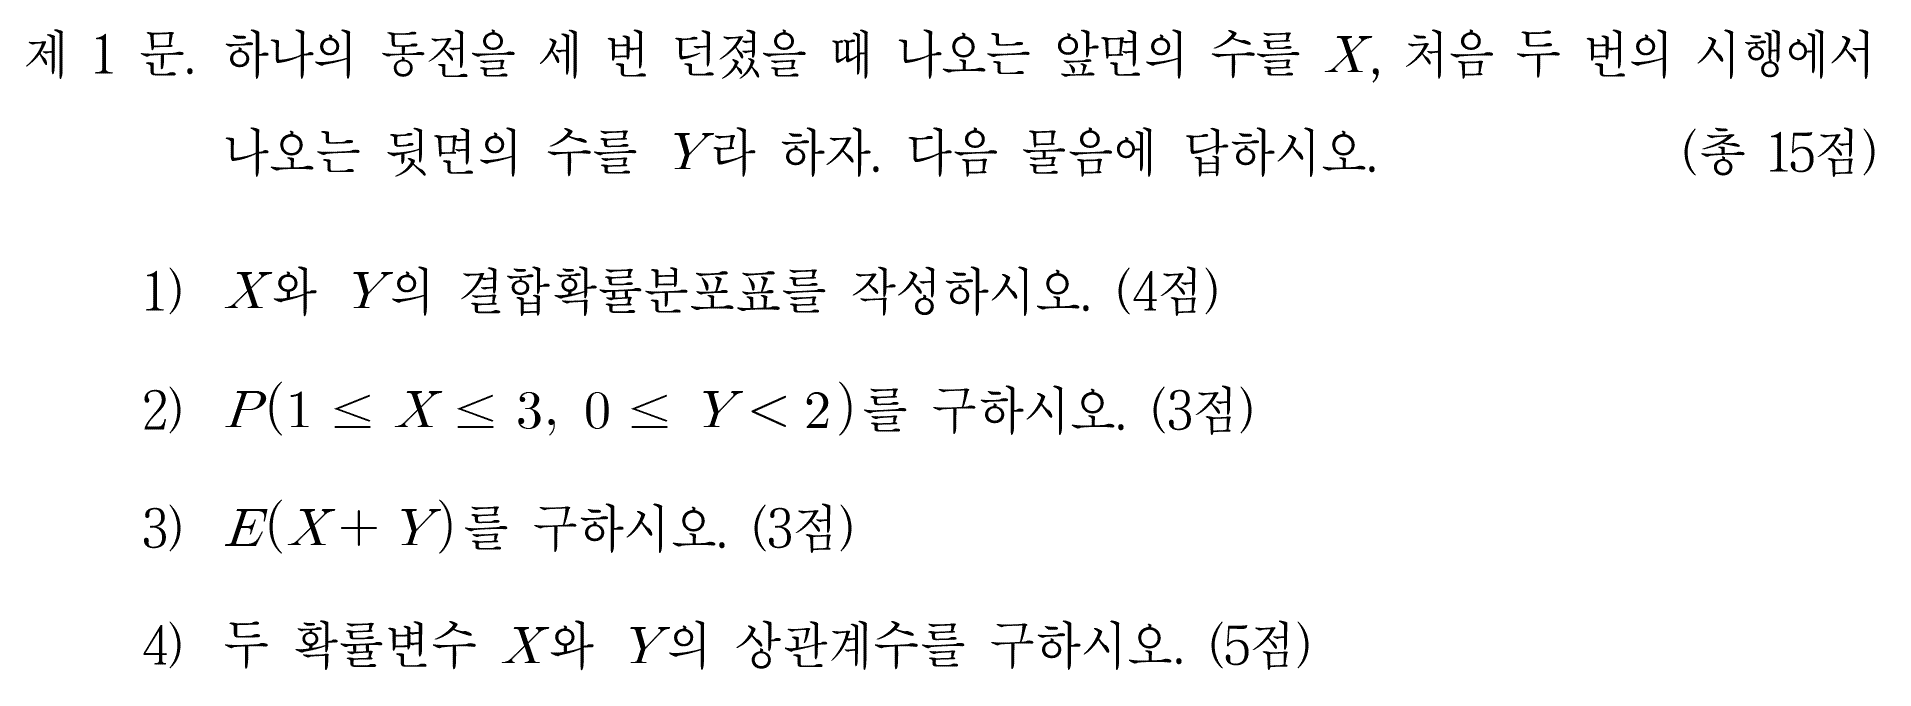 제 1 문. 하나의 동전을 세 번 던졌을 때 나오는 앞면의 수를 X, 처음 두 번의 시행에서
나오는 뒷면의 수를 Y라 하자. 다음 물음에 답하시오. (총 15점)
1) X와 Y의 결합확률분포표를 작성하시오. (4점)
2) P(1 ≤ X ≤ 3, 0 ≤ Y < 2)를 구하시오. (3점)
3) E(X + Y)를 구하시오. (3점)
4) 두 확률변수 X와 Y의 상관계수를 구하시오. (5점)